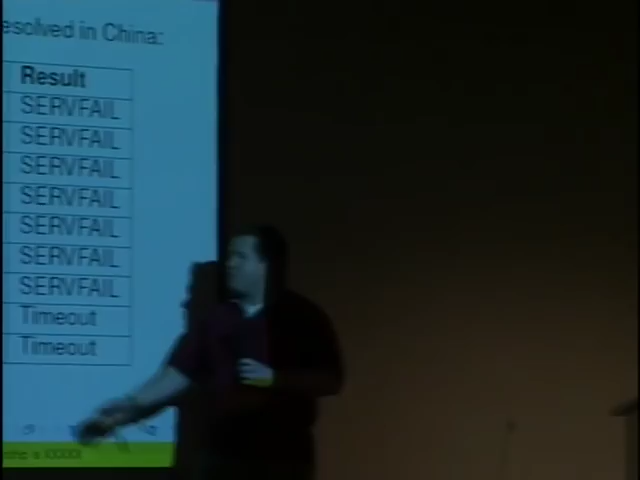 esolved in China:
Result
SERVFAIL
SERVFAIL
SERVFAIL
SERVFAIL
SERVFAIL
SERVFAIL
SERVFAIL
Timeout
Timeout